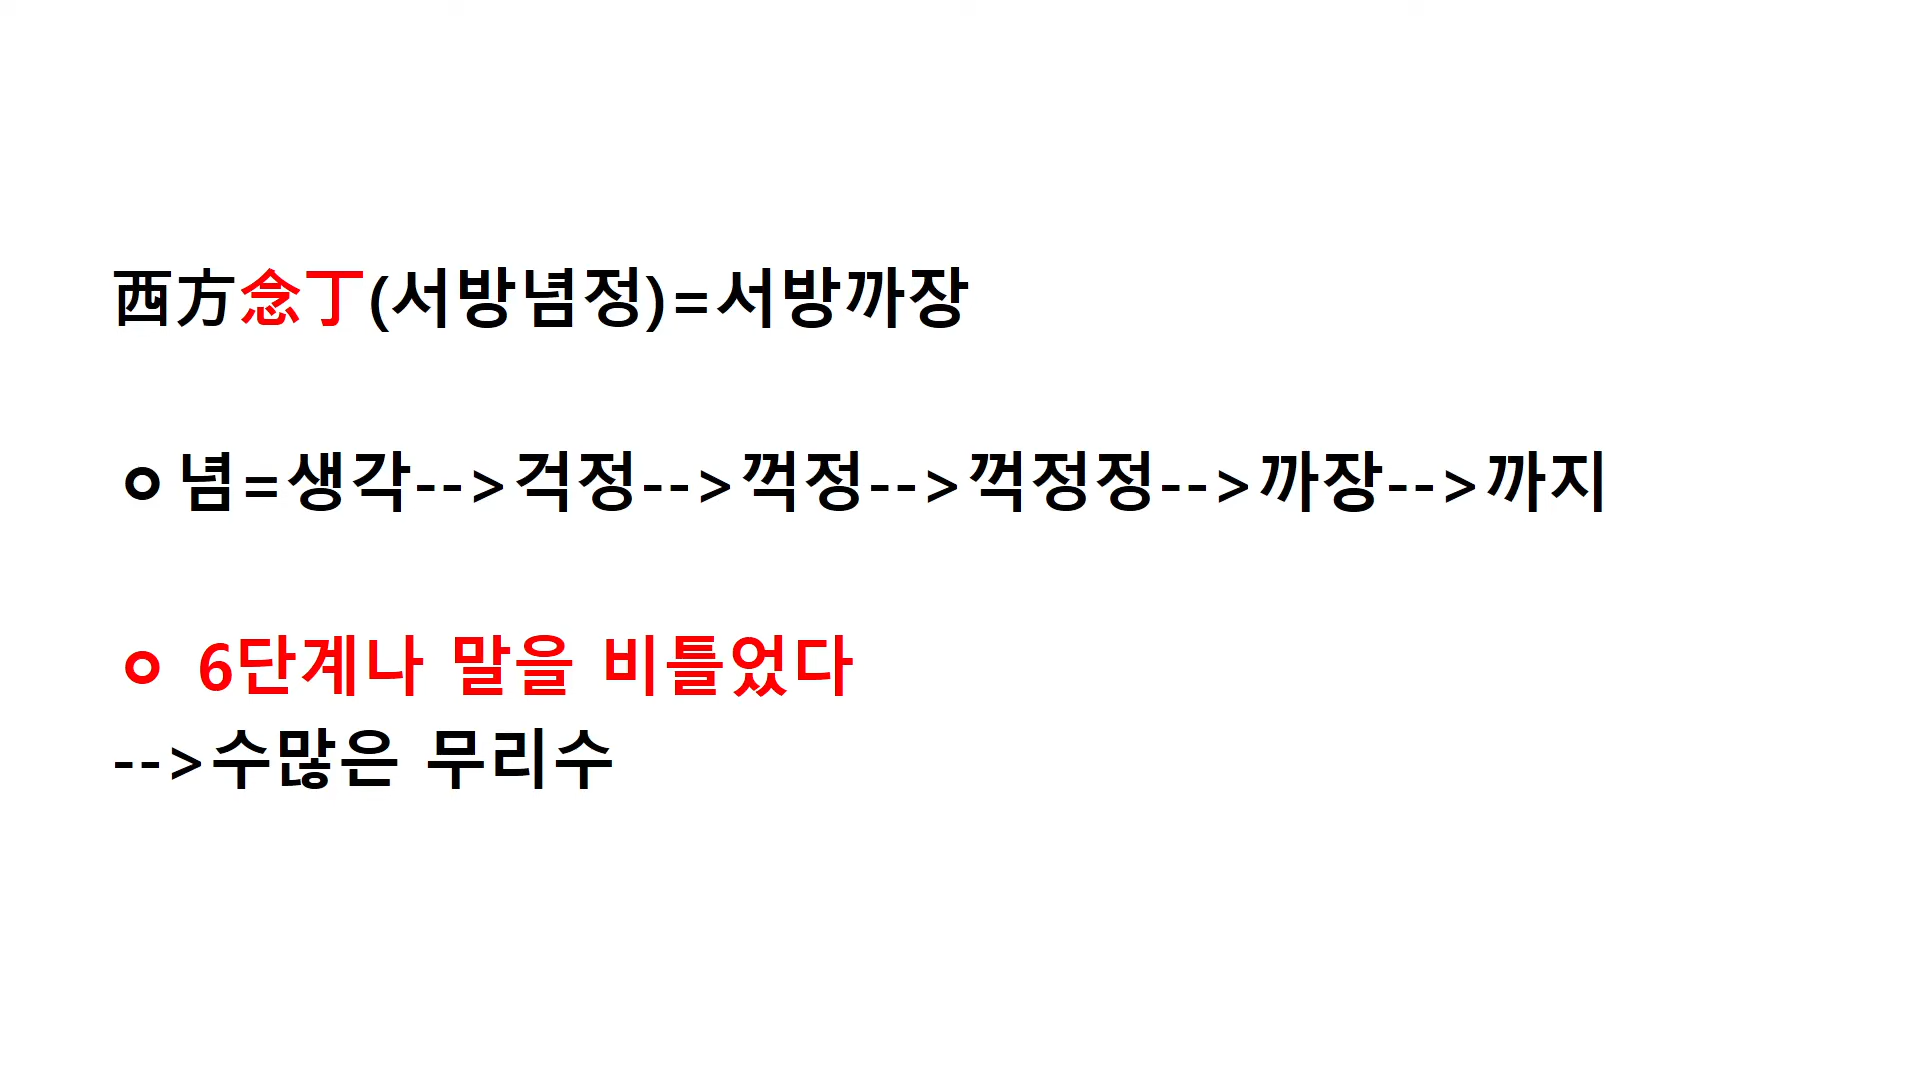 西方念丁(서방념정)=서방까장
ㅇ념=생각-->걱정-->꺽정-->꺽정정-->까장-->까지
ㅇ 6단계나 말을 비틀었다
-->수많은 무리수